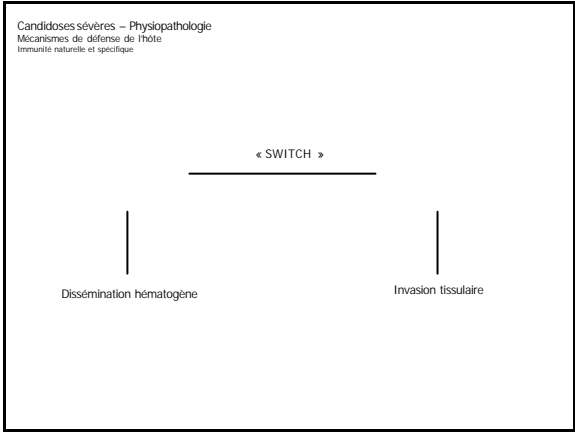 Candidoses sévères – Physiopathologie
Mécanismes de défense de l'hôte
Immunité naturelle et spécifique
« SWITCH »
Dissémination hématogène
Invasion tissulaire